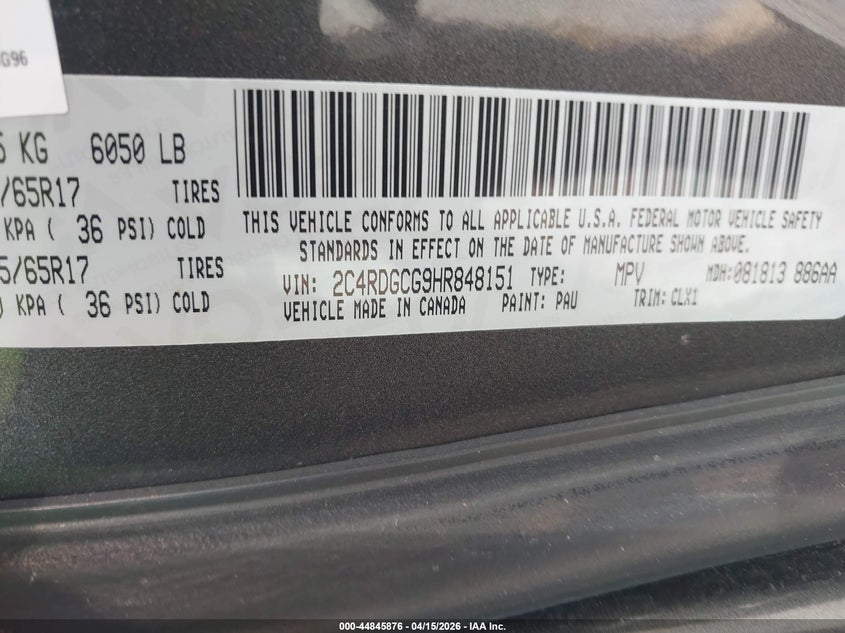 G96
KG 6050 LB
/65R17 TIRES
KPA ( 36 PSI) COLD
5/65R17 TIRES
) KPA ( 36 PSI) COLD
THIS VEHICLE CONFORMS TO ALL APPLICABLE U.S.A. FEDERAL MOTOR VEHICLE SAFETY
STANDARDS IN EFFECT ON THE DATE OF MANUFACTURE SHOWN ABOVE.
VIN: 2C4RDGCG9HR848151 TYPE: MPV MDH:081813 886AA
VEHICLE MADE IN CANADA PAINT: PAU TRIM: CLX1
000-44845876 - 04/15/2026 - IAA Inc.